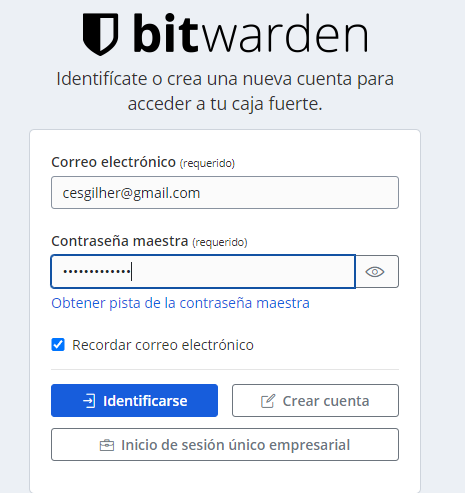 bitwarden
Identifícate o crea una nueva cuenta para
acceder a tu caja fuerte.
Correo electrónico (requerido)
cesgilher@gmail.com
Contraseña maestra (requerido)
•••••••••••••
Obtener pista de la contraseña maestra
Recordar correo electrónico
Identificarse
Crear cuenta
Inicio de sesión único empresarial